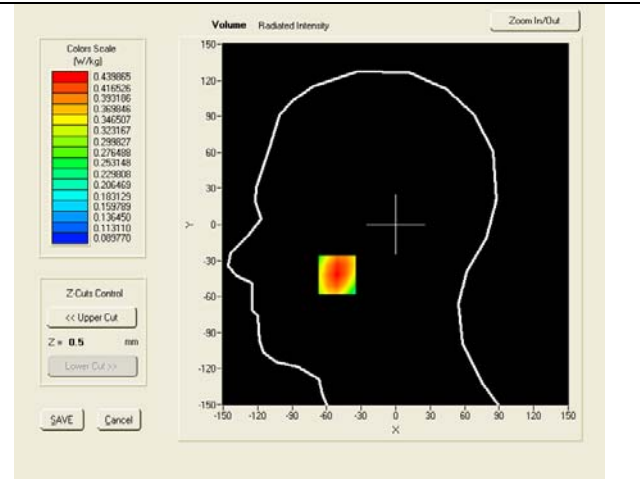 Volume Radiated Intensity
Zoom In/Out
Colors Scale
(W/kg)
0.439865
0.416526
0.393186
0.369846
0.346507
0.323167
0.299827
0.276488
0.253148
0.229808
0.206469
0.183129
0.159789
0.136450
0.113110
0.089770
Z-Cuts Control
<< Upper Cut
Z = 0.5 mm
Lower Cut >>
SAVE Cancel
150
120
90
60
30
0
-30
-60
-90
-120
-150
Y
-150 -120 -90 -60 -30 0 30 60 90 120 150
X